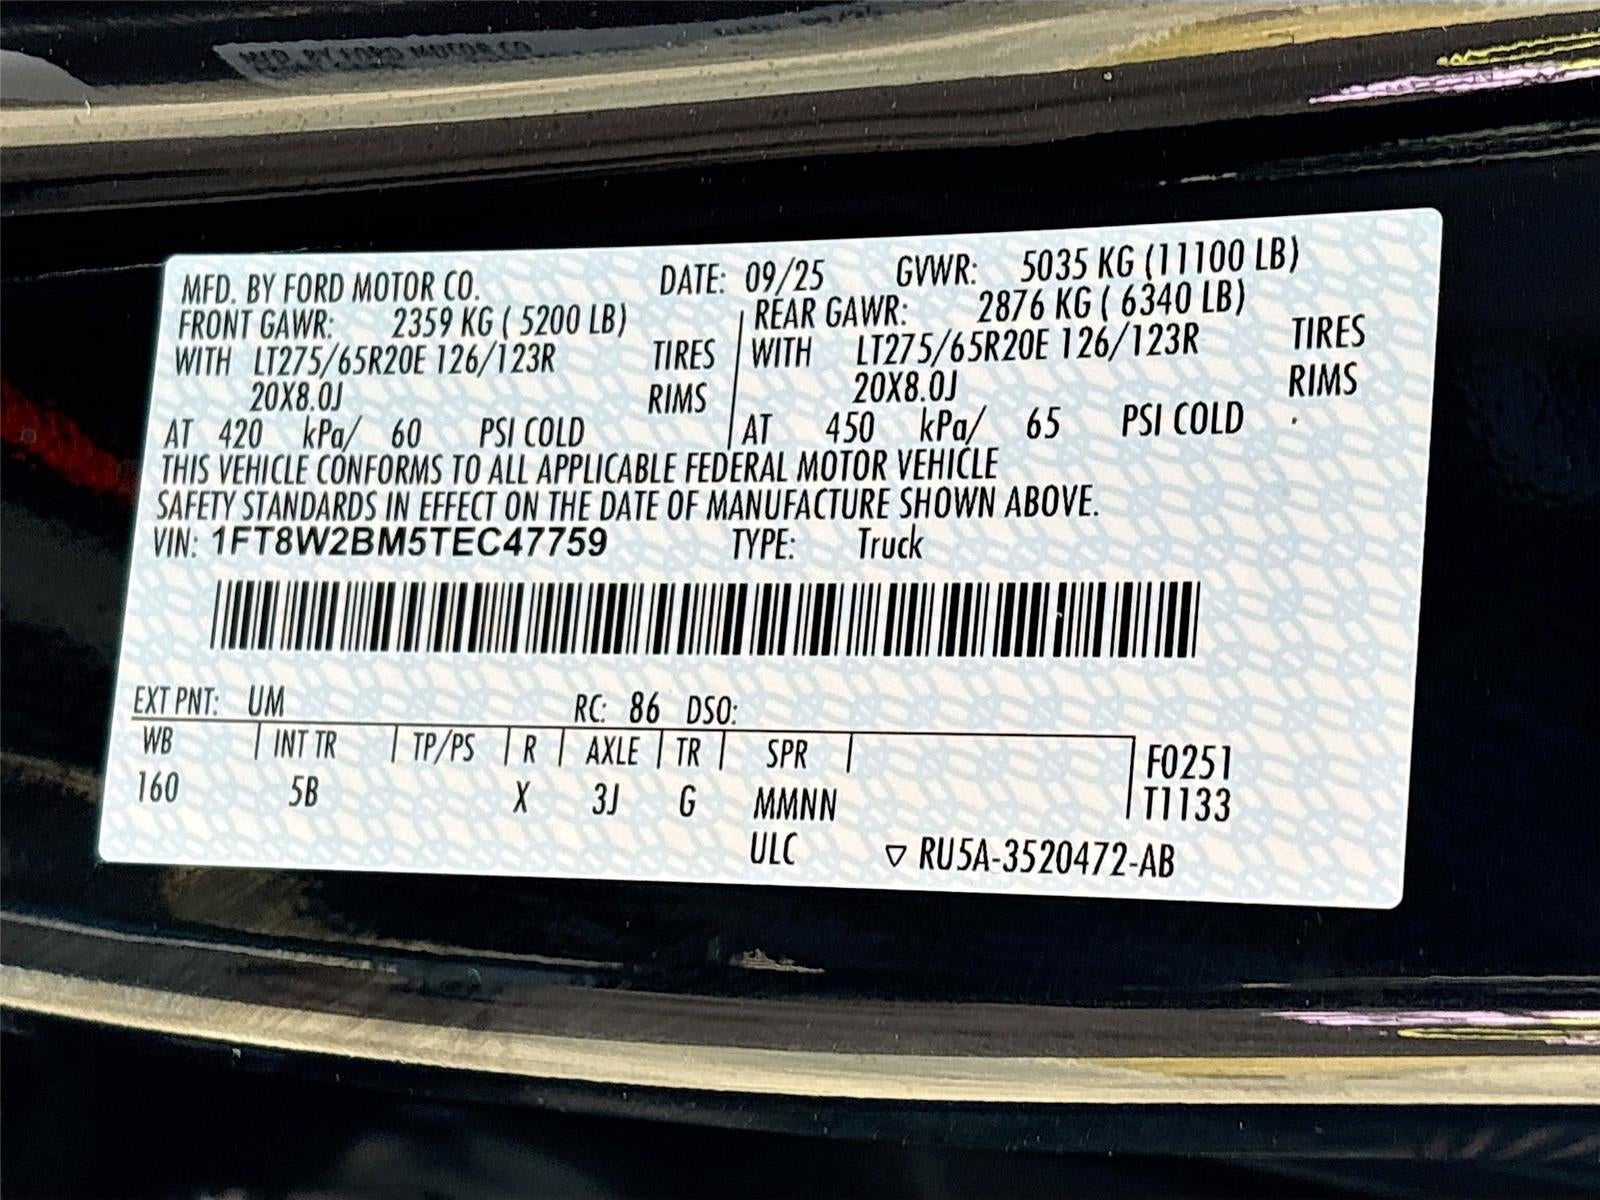 MFD. BY FORD MOTOR CO.
MFD. BY FORD MOTOR CO. DATE: 09/25 GVWR: 5035 KG (11100 LB)
FRONT GAWR: 2359 KG ( 5200 LB) REAR GAWR: 2876 KG ( 6340 LB)
WITH LT275/65R20E 126/123R TIRES WITH LT275/65R20E 126/123R TIRES
20X8.0J RIMS 20X8.0J RIMS
AT 420 kPa/ 60 PSI COLD AT 450 kPa/ 65 PSI COLD
THIS VEHICLE CONFORMS TO ALL APPLICABLE FEDERAL MOTOR VEHICLE
SAFETY STANDARDS IN EFFECT ON THE DATE OF MANUFACTURE SHOWN ABOVE.
VIN: 1FT8W2BM5TEC47759 TYPE: Truck
EXT PNT: UM RC: 86 DSO:
WB INT TR TP/PS R AXLE TR SPR F0251
160 5B X 3J G MMNN T1133
ULC ▽ RU5A-3520472-AB